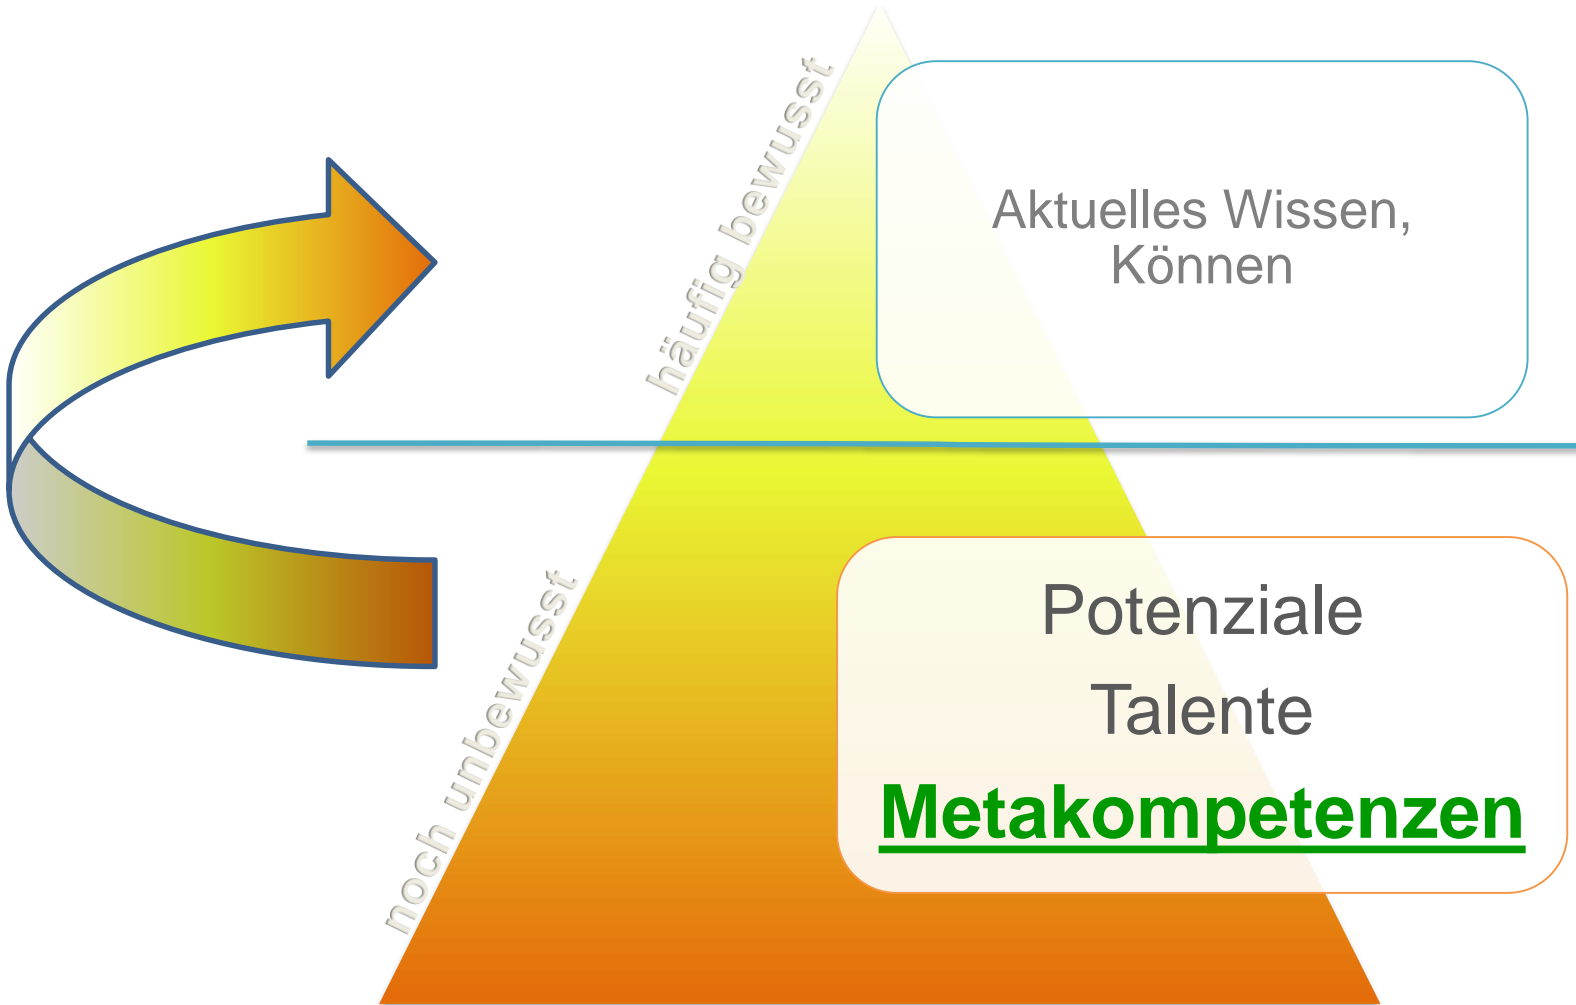 häufig bewusst
Aktuelles Wissen,
Können
noch unbewusst
Potenziale
Talente
Metakompetenzen